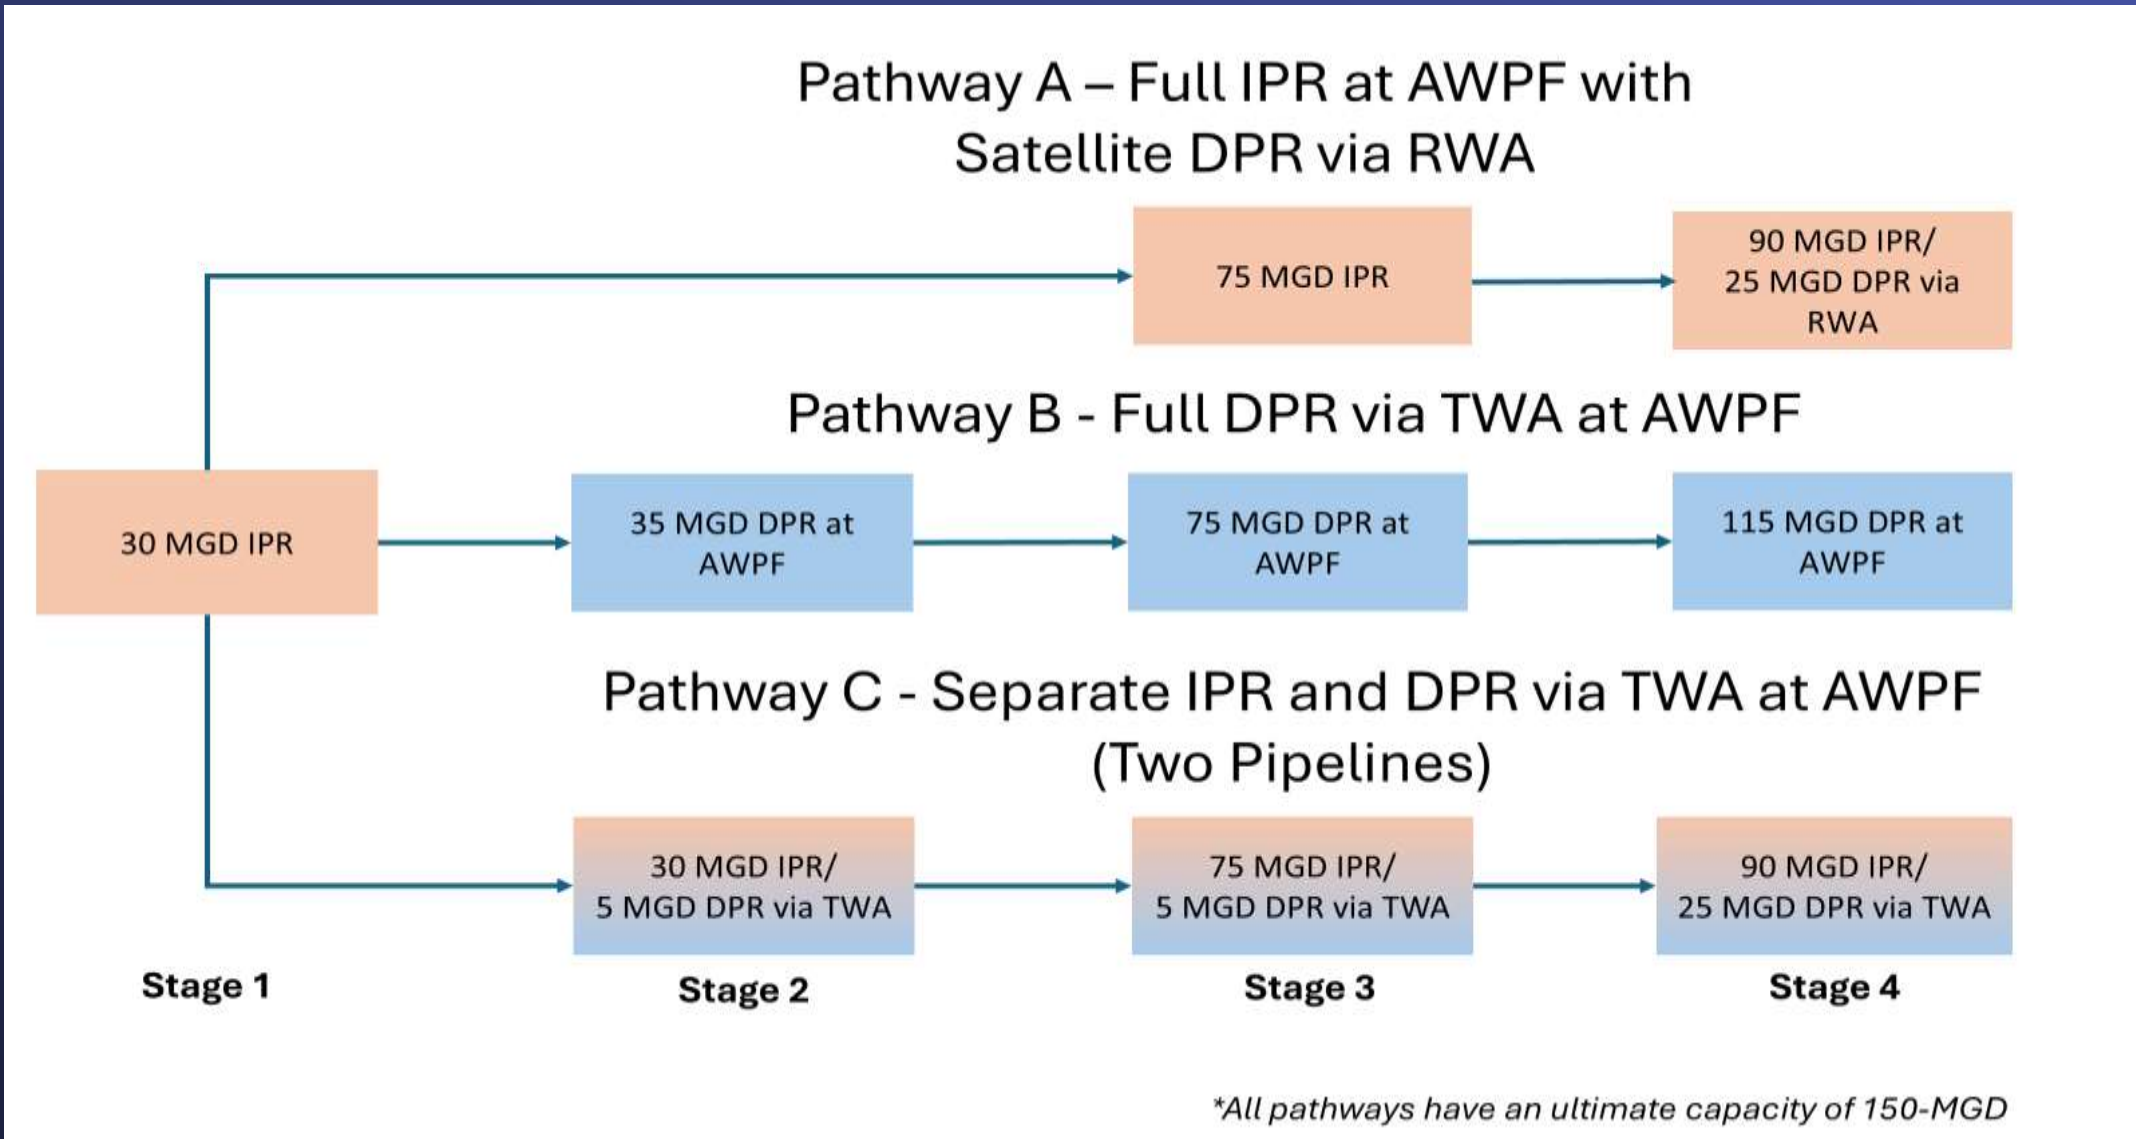 Pathway A – Full IPR at AWPF with
Satellite DPR via RWA
75 MGD IPR
90 MGD IPR/
25 MGD DPR via
RWA
Pathway B - Full DPR via TWA at AWPF
30 MGD IPR
35 MGD DPR at
AWPF
75 MGD DPR at
AWPF
115 MGD DPR at
AWPF
Pathway C - Separate IPR and DPR via TWA at AWPF
(Two Pipelines)
30 MGD IPR/
5 MGD DPR via TWA
75 MGD IPR/
5 MGD DPR via TWA
90 MGD IPR/
25 MGD DPR via TWA
Stage 1
Stage 2
Stage 3
Stage 4
*All pathways have an ultimate capacity of 150-MGD